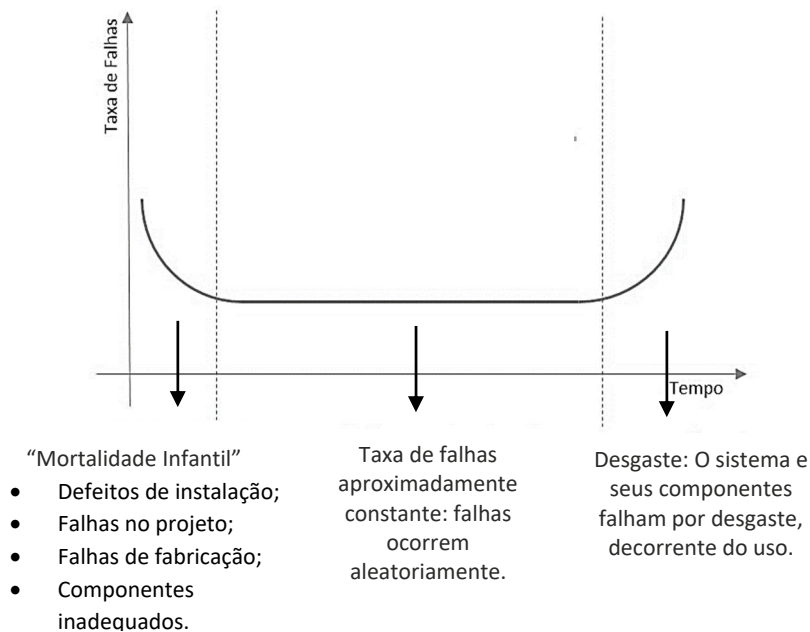 Taxa de Falhas
Tempo
“Mortalidade Infantil”
• Defeitos de instalação;
• Falhas no projeto;
• Falhas de fabricação;
• Componentes
inadequados.
Taxa de falhas
aproximadamente
constante: falhas
ocorrem
aleatoriamente.
Desgaste: O sistema e
seus componentes
falham por desgaste,
decorrente do uso.